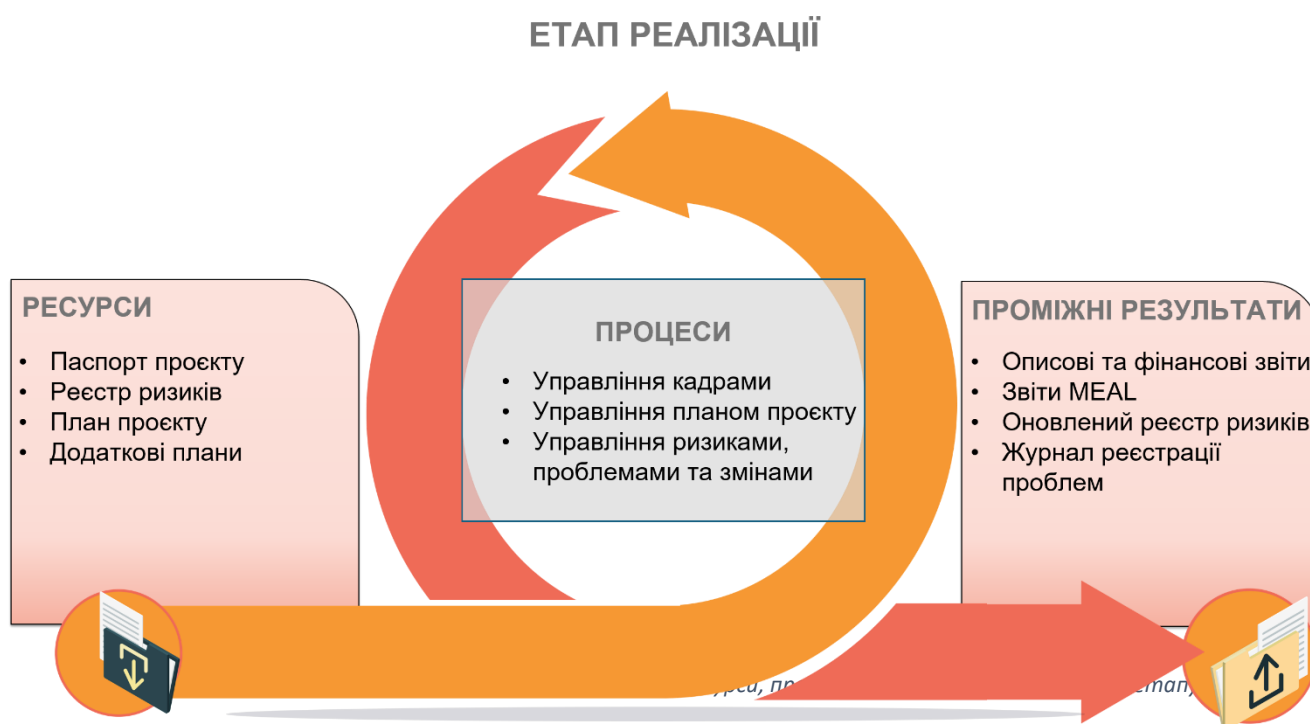 ЕТАП РЕАЛІЗАЦІЇ
РЕСУРСИ
• Паспорт проєкту
• Реєстр ризиків
• План проєкту
• Додаткові плани
ПРОЦЕСИ
• Управління кадрами
• Управління планом проєкту
• Управління ризиками,
проблемами та змінами
ПРОМІЖНІ РЕЗУЛЬТАТИ
• Описові та фінансові звіти
• Звіти MEAL
• Оновлений реєстр ризиків
• Журнал реєстрації
проблем